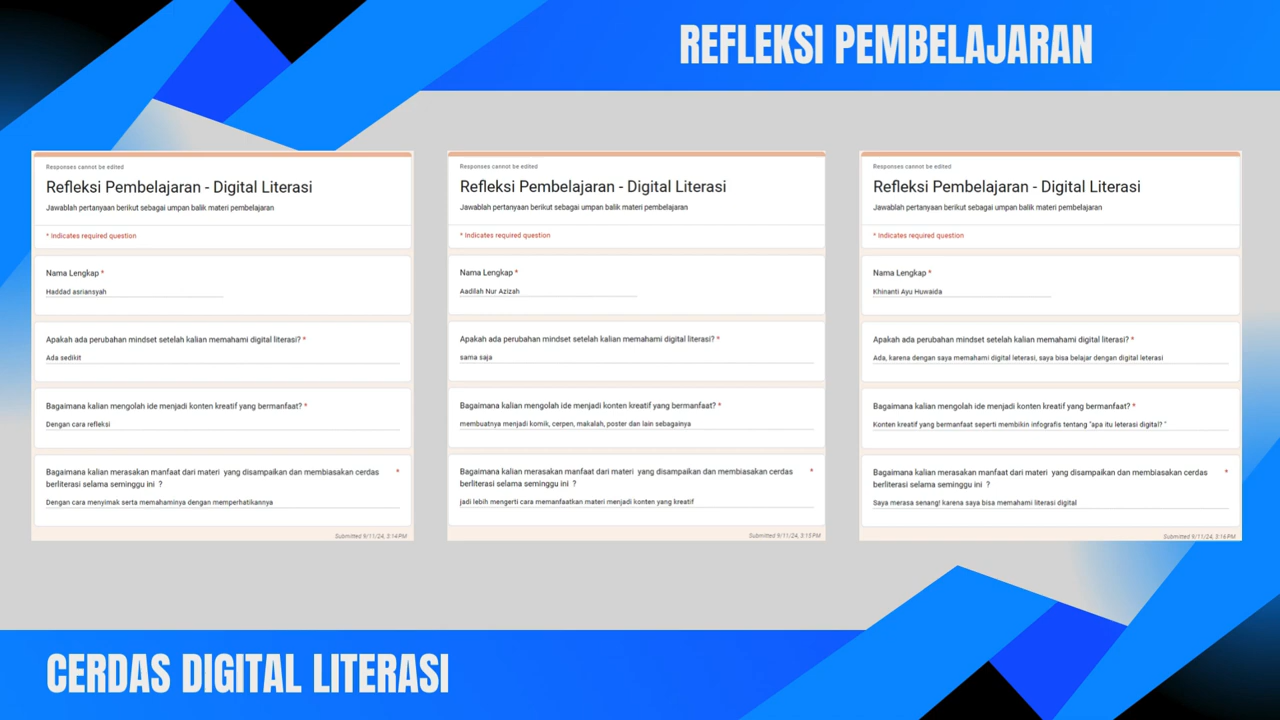 REFLEKSI PEMBELAJARAN
Responses cannot be edited
Refleksi Pembelajaran - Digital Literasi
Jawablah pertanyaan berikut sebagai umpan balik materi pembelajaran
* Indicates required question
Nama Lengkap *
Haddad asriansyah
Apakah ada perubahan mindset setelah kalian memahami digital literasi? *
Ada sedikit
Bagaimana kalian mengolah ide menjadi konten kreatif yang bermanfaat? *
Dengan cara refleksi
Bagaimana kalian merasakan manfaat dari materi yang disampaikan dan membiasakan cerdas *
berliterasi selama seminggu ini ?
Dengan cara menyimak serta memahaminya dengan memperhatikannya
Submitted 9/11/24, 3:14 PM
Responses cannot be edited
Refleksi Pembelajaran - Digital Literasi
Jawablah pertanyaan berikut sebagai umpan balik materi pembelajaran
* Indicates required question
Nama Lengkap *
Aadilah Nur Azizah
Apakah ada perubahan mindset setelah kalian memahami digital literasi? *
sama saja
Bagaimana kalian mengolah ide menjadi konten kreatif yang bermanfaat? *
membuatnya menjadi komik, cerpen, makalah, poster dan lain sebagainya
Bagaimana kalian merasakan manfaat dari materi yang disampaikan dan membiasakan cerdas *
berliterasi selama seminggu ini ?
jadi lebih mengerti cara memanfaatkan materi menjadi konten yang kreatif
Submitted 9/11/24, 3:15 PM
Responses cannot be edited
Refleksi Pembelajaran - Digital Literasi
Jawablah pertanyaan berikut sebagai umpan balik materi pembelajaran
* Indicates required question
Nama Lengkap *
Khinanti Ayu Huwaida
Apakah ada perubahan mindset setelah kalian memahami digital literasi? *
Ada, karena dengan saya memahami digital leterasi, saya bisa belajar dengan digital leterasi
Bagaimana kalian mengolah ide menjadi konten kreatif yang bermanfaat? *
Konten kreatif yang bermanfaat seperti membikin infografis tentang "apa itu leterasi digital? "
Bagaimana kalian merasakan manfaat dari materi yang disampaikan dan membiasakan cerdas *
berliterasi selama seminggu ini ?
Saya merasa senang! karena saya bisa memahami literasi digital
Submitted 9/11/24, 3:16 PM
CERDAS DIGITAL LITERASI